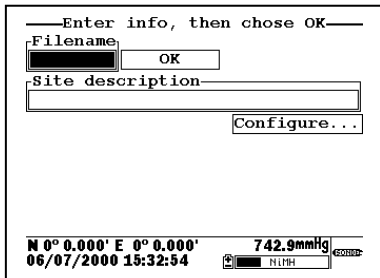 Enter info, then chose OK
Filename
OK
Site description
Configure...
N 0° 0.000' E 0° 0.000' 742.9mmHg
SONDE
06/07/2000 15:32:54 NiMH